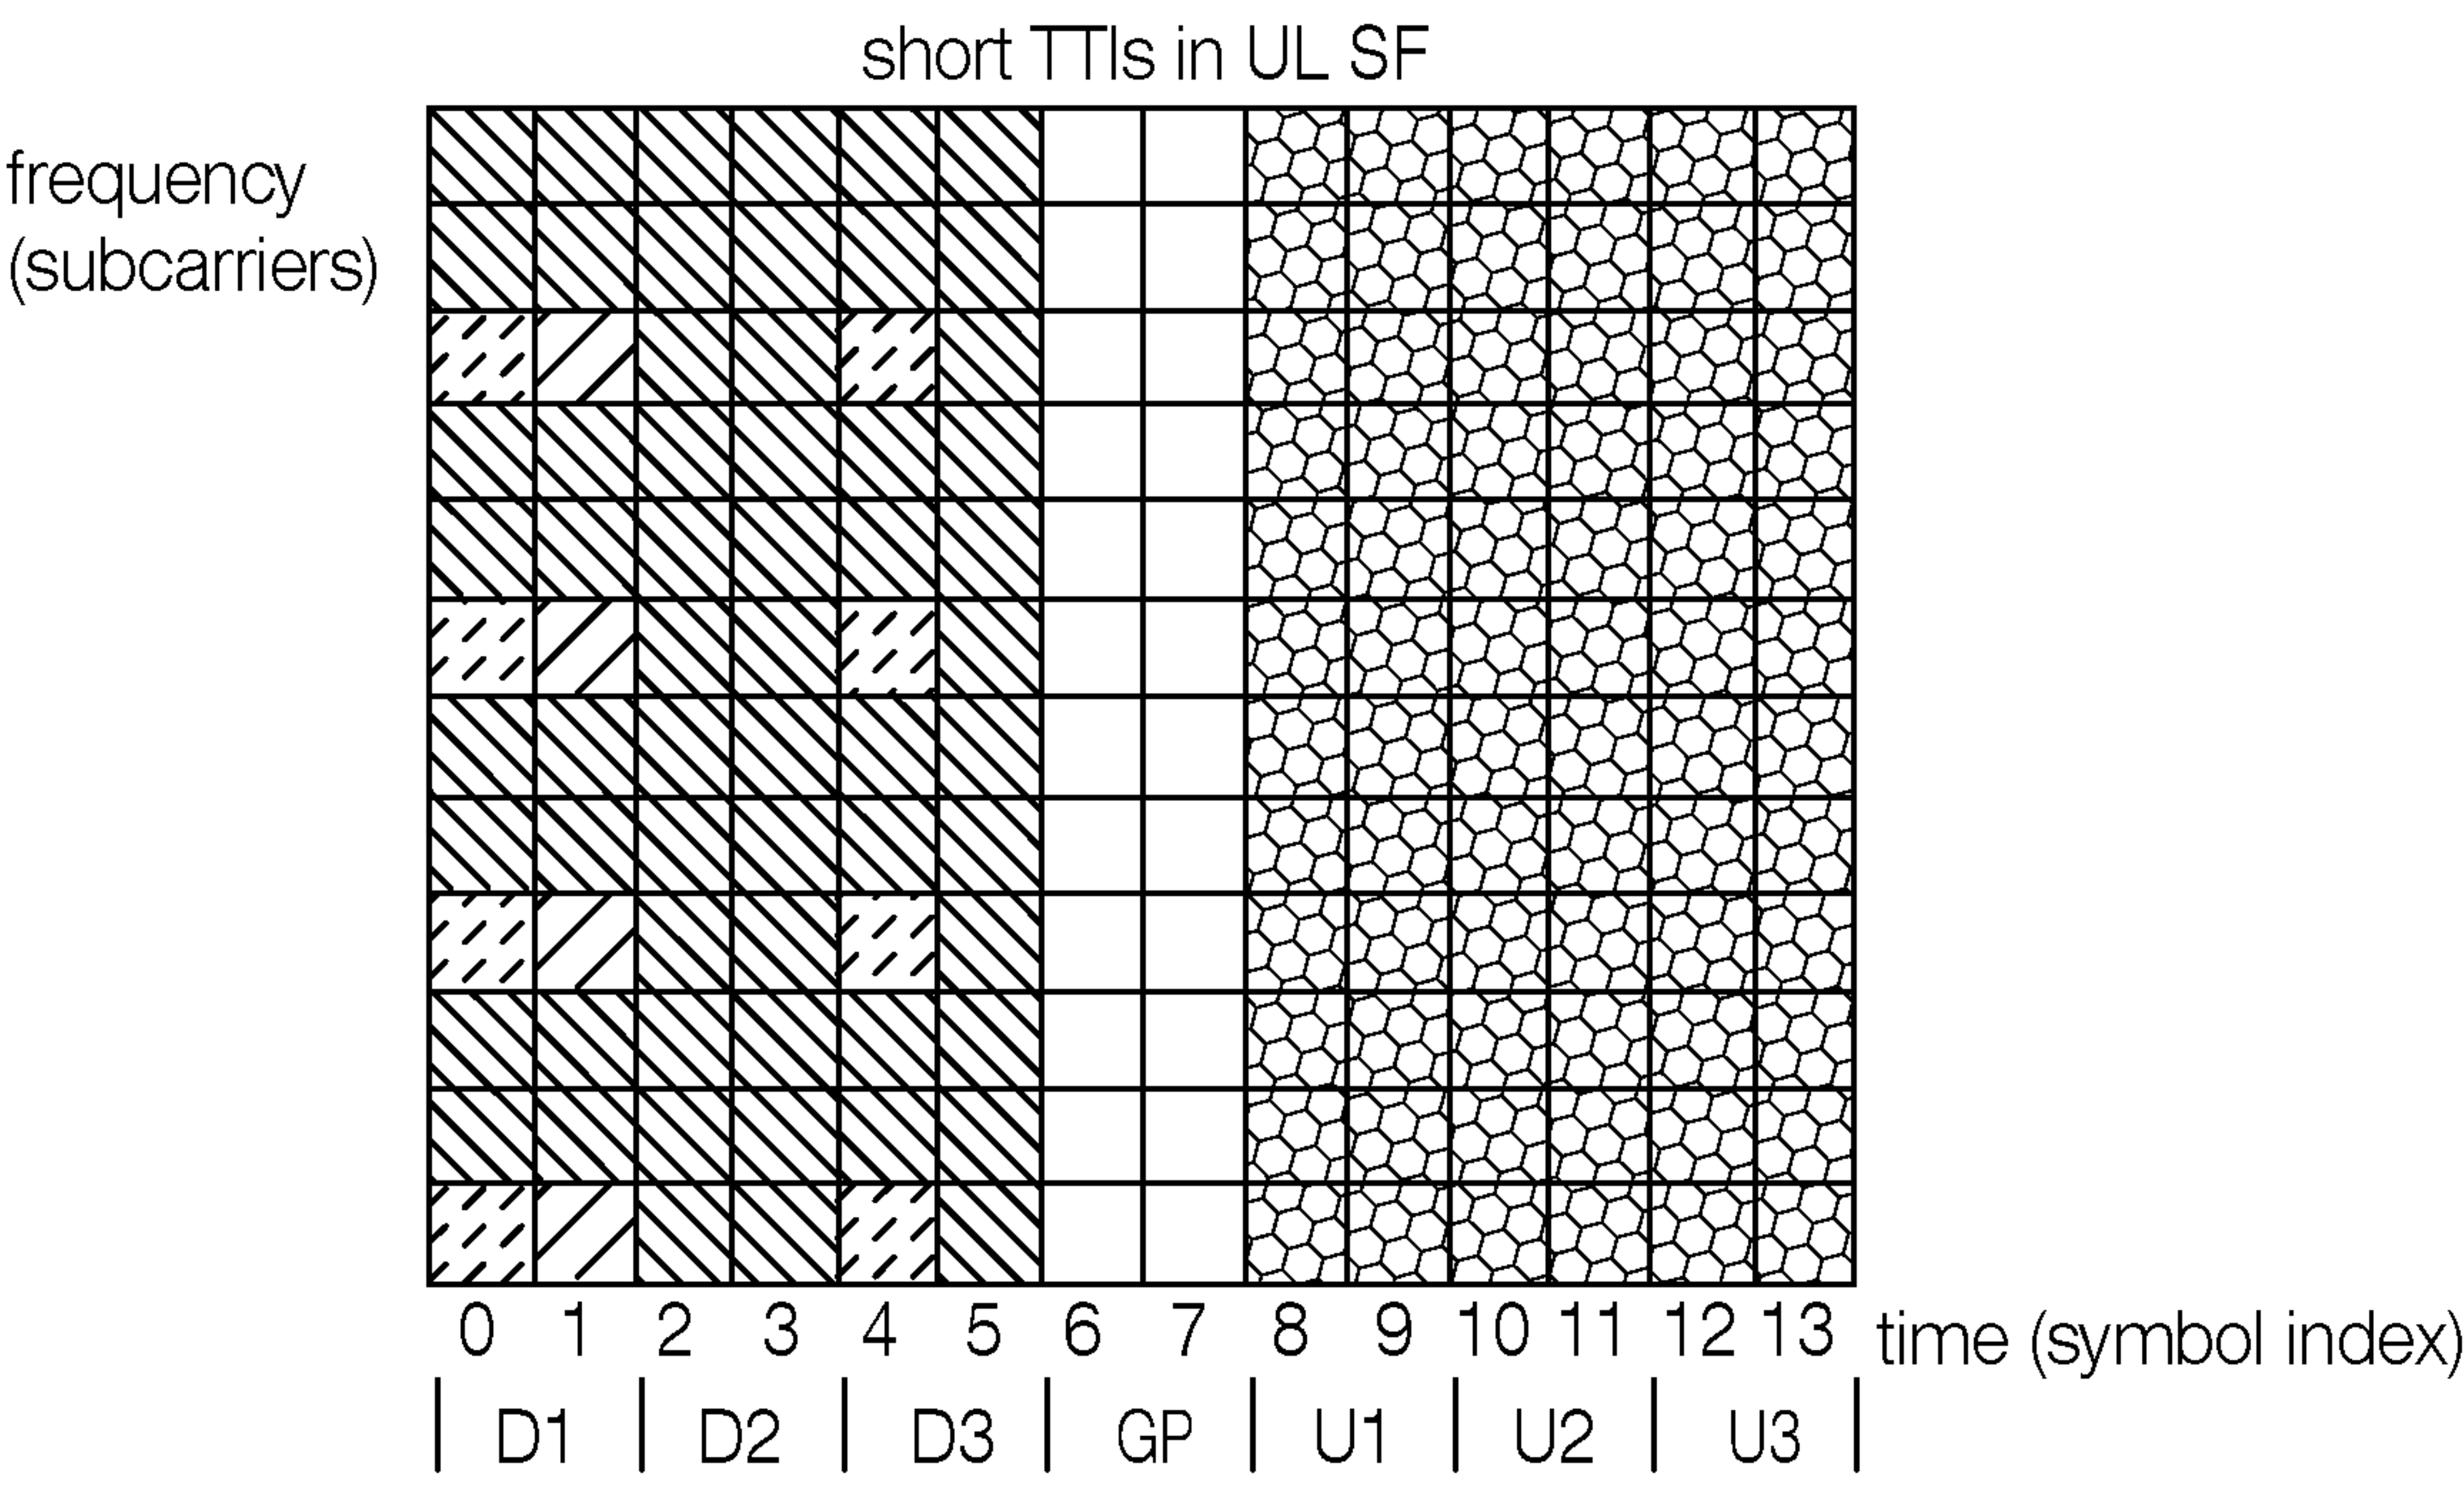 short TTIs in UL SF
frequency
(subcarriers)
0 1 2 3 4 5 6 7 8 9 10 11 12 13 time (symbol index)
D1 D2 D3 GP U1 U2 U3